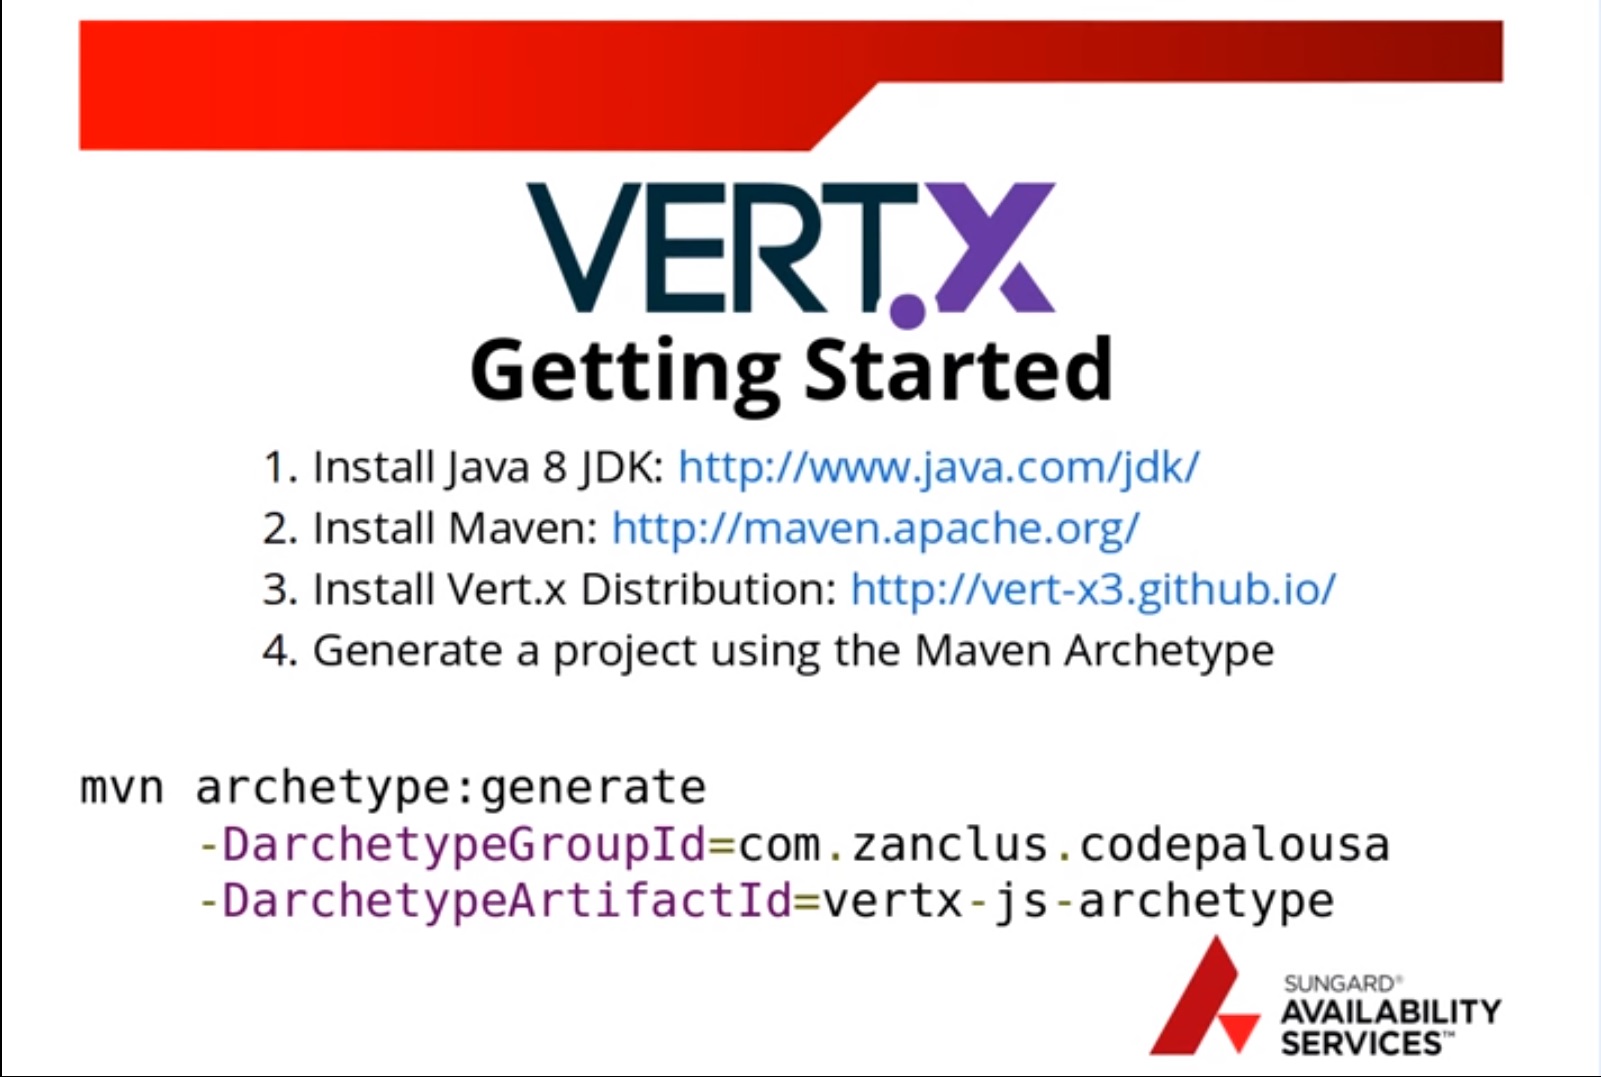 VERT.X
Getting Started
1. Install Java 8 JDK: http://www.java.com/jdk/
2. Install Maven: http://maven.apache.org/
3. Install Vert.x Distribution: http://vert-x3.github.io/
4. Generate a project using the Maven Archetype
mvn archetype:generate
    -DarchetypeGroupId=com.zanclus.codepalousa
    -DarchetypeArtifactId=vertx-js-archetype
SUNGARD®
AVAILABILITY
SERVICES™